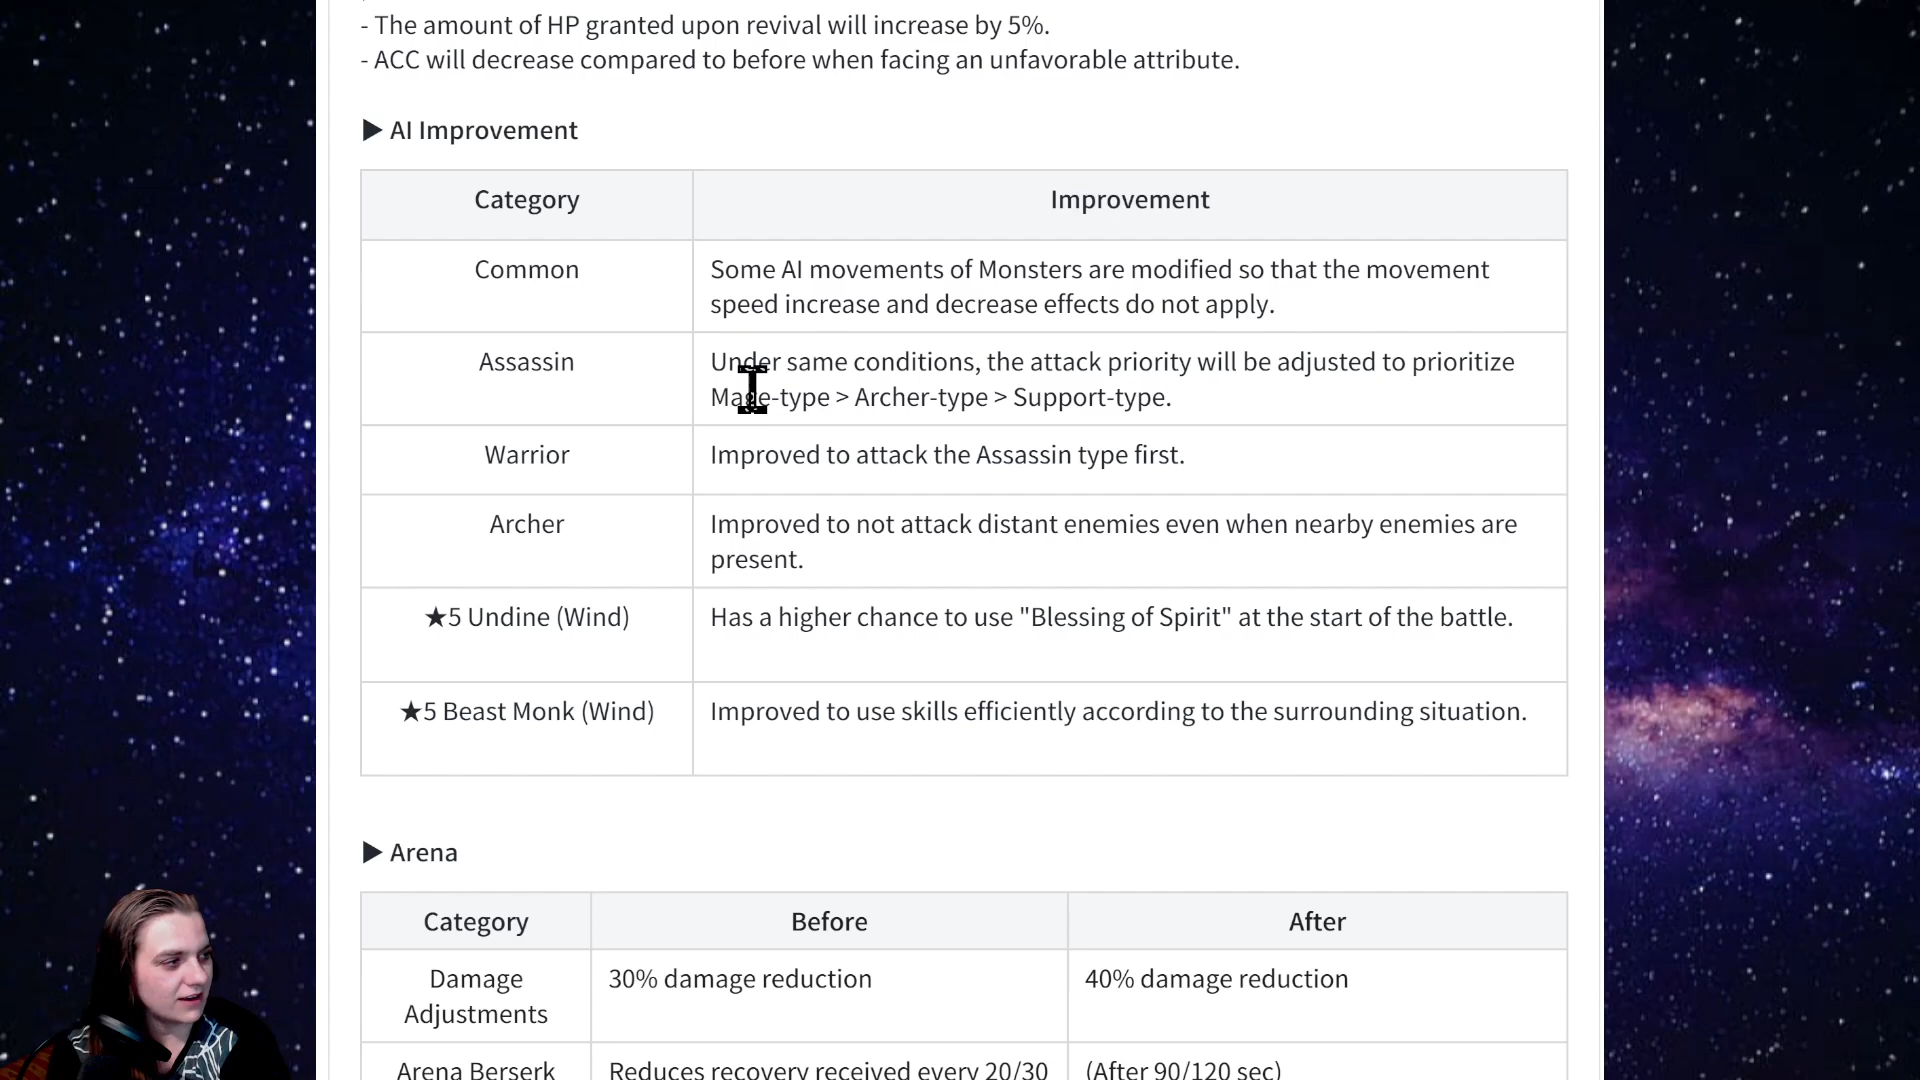 - The amount of HP granted upon revival will increase by 5%.
- ACC will decrease compared to before when facing an unfavorable attribute.
▶ AI Improvement
Category Improvement
Common
Some AI movements of Monsters are modified so that the movement
speed increase and decrease effects do not apply.
Assassin
Under same conditions, the attack priority will be adjusted to prioritize
Mage-type > Archer-type > Support-type.
Warrior
Improved to attack the Assassin type first.
Archer
Improved to not attack distant enemies even when nearby enemies are
present.
★5 Undine (Wind)
Has a higher chance to use "Blessing of Spirit" at the start of the battle.
★5 Beast Monk (Wind)
Improved to use skills efficiently according to the surrounding situation.
▶ Arena
Category Before After
Damage
Adjustments
30% damage reduction
40% damage reduction
Arena Berserk
Reduces recovery received every 20/30
(After 90/120 sec)